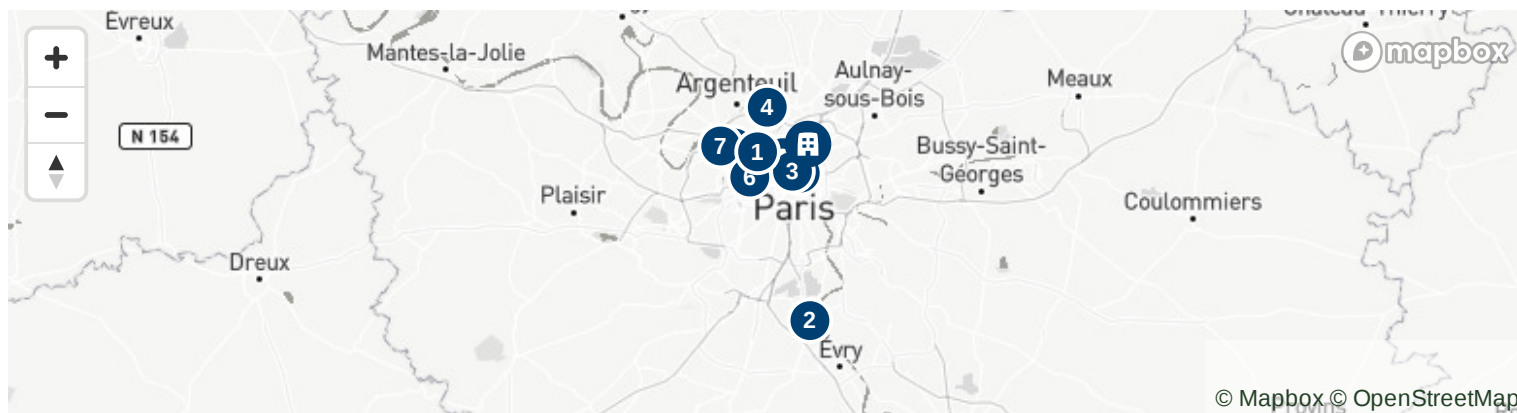 Évreux
Mantes-la-Jolie
mapbox
Argenteuil
Aulnay-
sous-Bois
Meaux
4
N 154
7
1
6
3
Bussy-Saint-
Georges
Plaisir
Paris
Coulommiers
Dreux
2
Évry
© Mapbox © OpenStreetMap